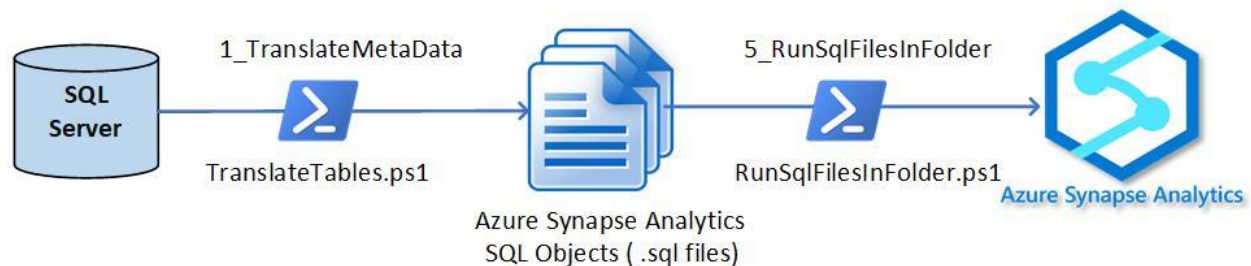 1_TranslateMetaData
5_RunSqlFilesInFolder
SQL
Server
TranslateTables.ps1
RunSqlFilesInFolder.ps1
Azure Synapse Analytics
Azure Synapse Analytics
SQL Objects ( .sql files)